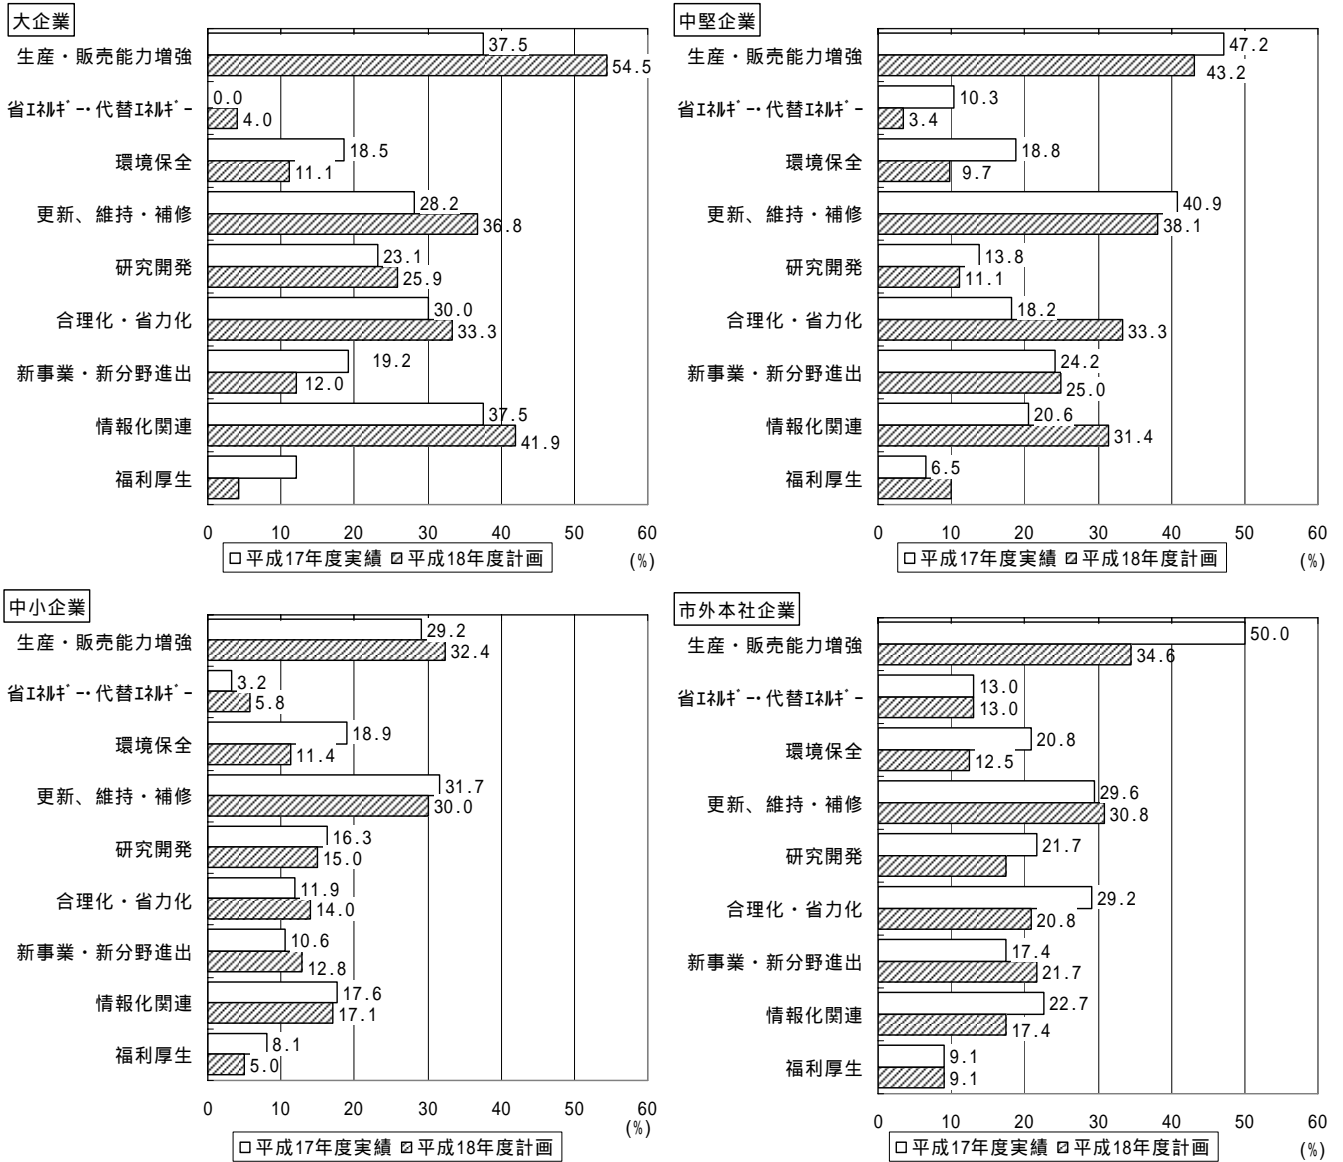 大企業
生産・販売能力増強
37.5
54.5
省ｴﾈﾙｷﾞｰ・代替ｴﾈﾙｷﾞｰ
0.0
4.0
環境保全
18.5
11.1
更新、維持・補修
28.2
36.8
研究開発
23.1
25.9
合理化・省力化
30.0
33.3
新事業・新分野進出
19.2
12.0
情報化関連
37.5
41.9
福利厚生
0 10 20 30 40 50 60
(%)
平成17年度実績 平成18年度計画
中堅企業
生産・販売能力増強
47.2
43.2
省ｴﾈﾙｷﾞｰ・代替ｴﾈﾙｷﾞｰ
10.3
3.4
環境保全
18.8
9.7
更新、維持・補修
40.9
38.1
研究開発
13.8
11.1
合理化・省力化
18.2
33.3
新事業・新分野進出
24.2
25.0
情報化関連
20.6
31.4
福利厚生
6.5
0 10 20 30 40 50 60
(%)
平成17年度実績 平成18年度計画
中小企業
生産・販売能力増強
29.2
32.4
省ｴﾈﾙｷﾞｰ・代替ｴﾈﾙｷﾞｰ
3.2
5.8
環境保全
18.9
11.4
更新、維持・補修
31.7
30.0
研究開発
16.3
15.0
合理化・省力化
11.9
14.0
新事業・新分野進出
10.6
12.8
情報化関連
17.6
17.1
福利厚生
8.1
5.0
0 10 20 30 40 50 60
(%)
平成17年度実績 平成18年度計画
市外本社企業
生産・販売能力増強
50.0
34.6
省ｴﾈﾙｷﾞｰ・代替ｴﾈﾙｷﾞｰ
13.0
13.0
環境保全
20.8
12.5
更新、維持・補修
29.6
30.8
研究開発
21.7
合理化・省力化
29.2
20.8
新事業・新分野進出
17.4
21.7
情報化関連
22.7
17.4
福利厚生
9.1
9.1
0 10 20 30 40 50 60
(%)
平成17年度実績 平成18年度計画